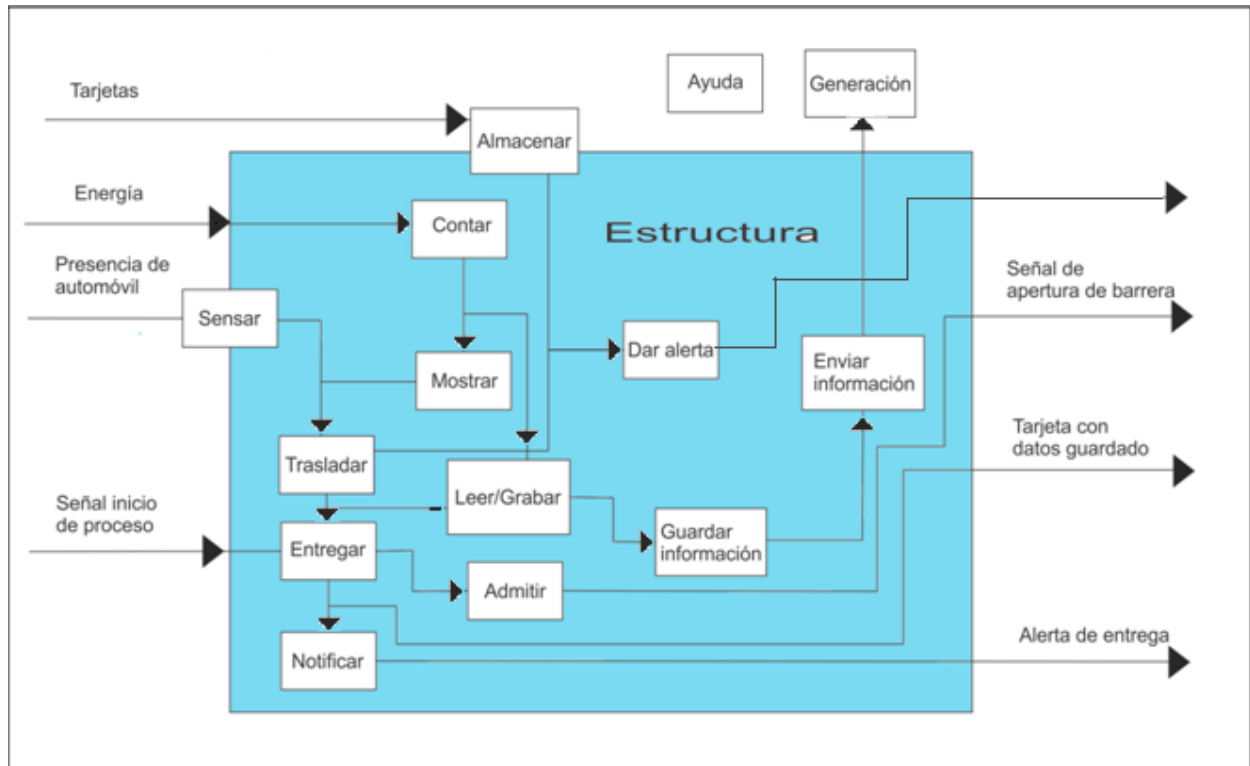 Ayuda
Generación
Tarjetas
Almacenar
Energía
Contar
Estructura
Presencia de
automóvil
Señal de
apertura de barrera
Sensar
Dar alerta
Enviar
información
Mostrar
Tarjeta con
datos guardado
Trasladar
Leer/Grabar
Señal inicio
de proceso
Guardar
información
Entregar
Admitir
Alerta de entrega
Notificar